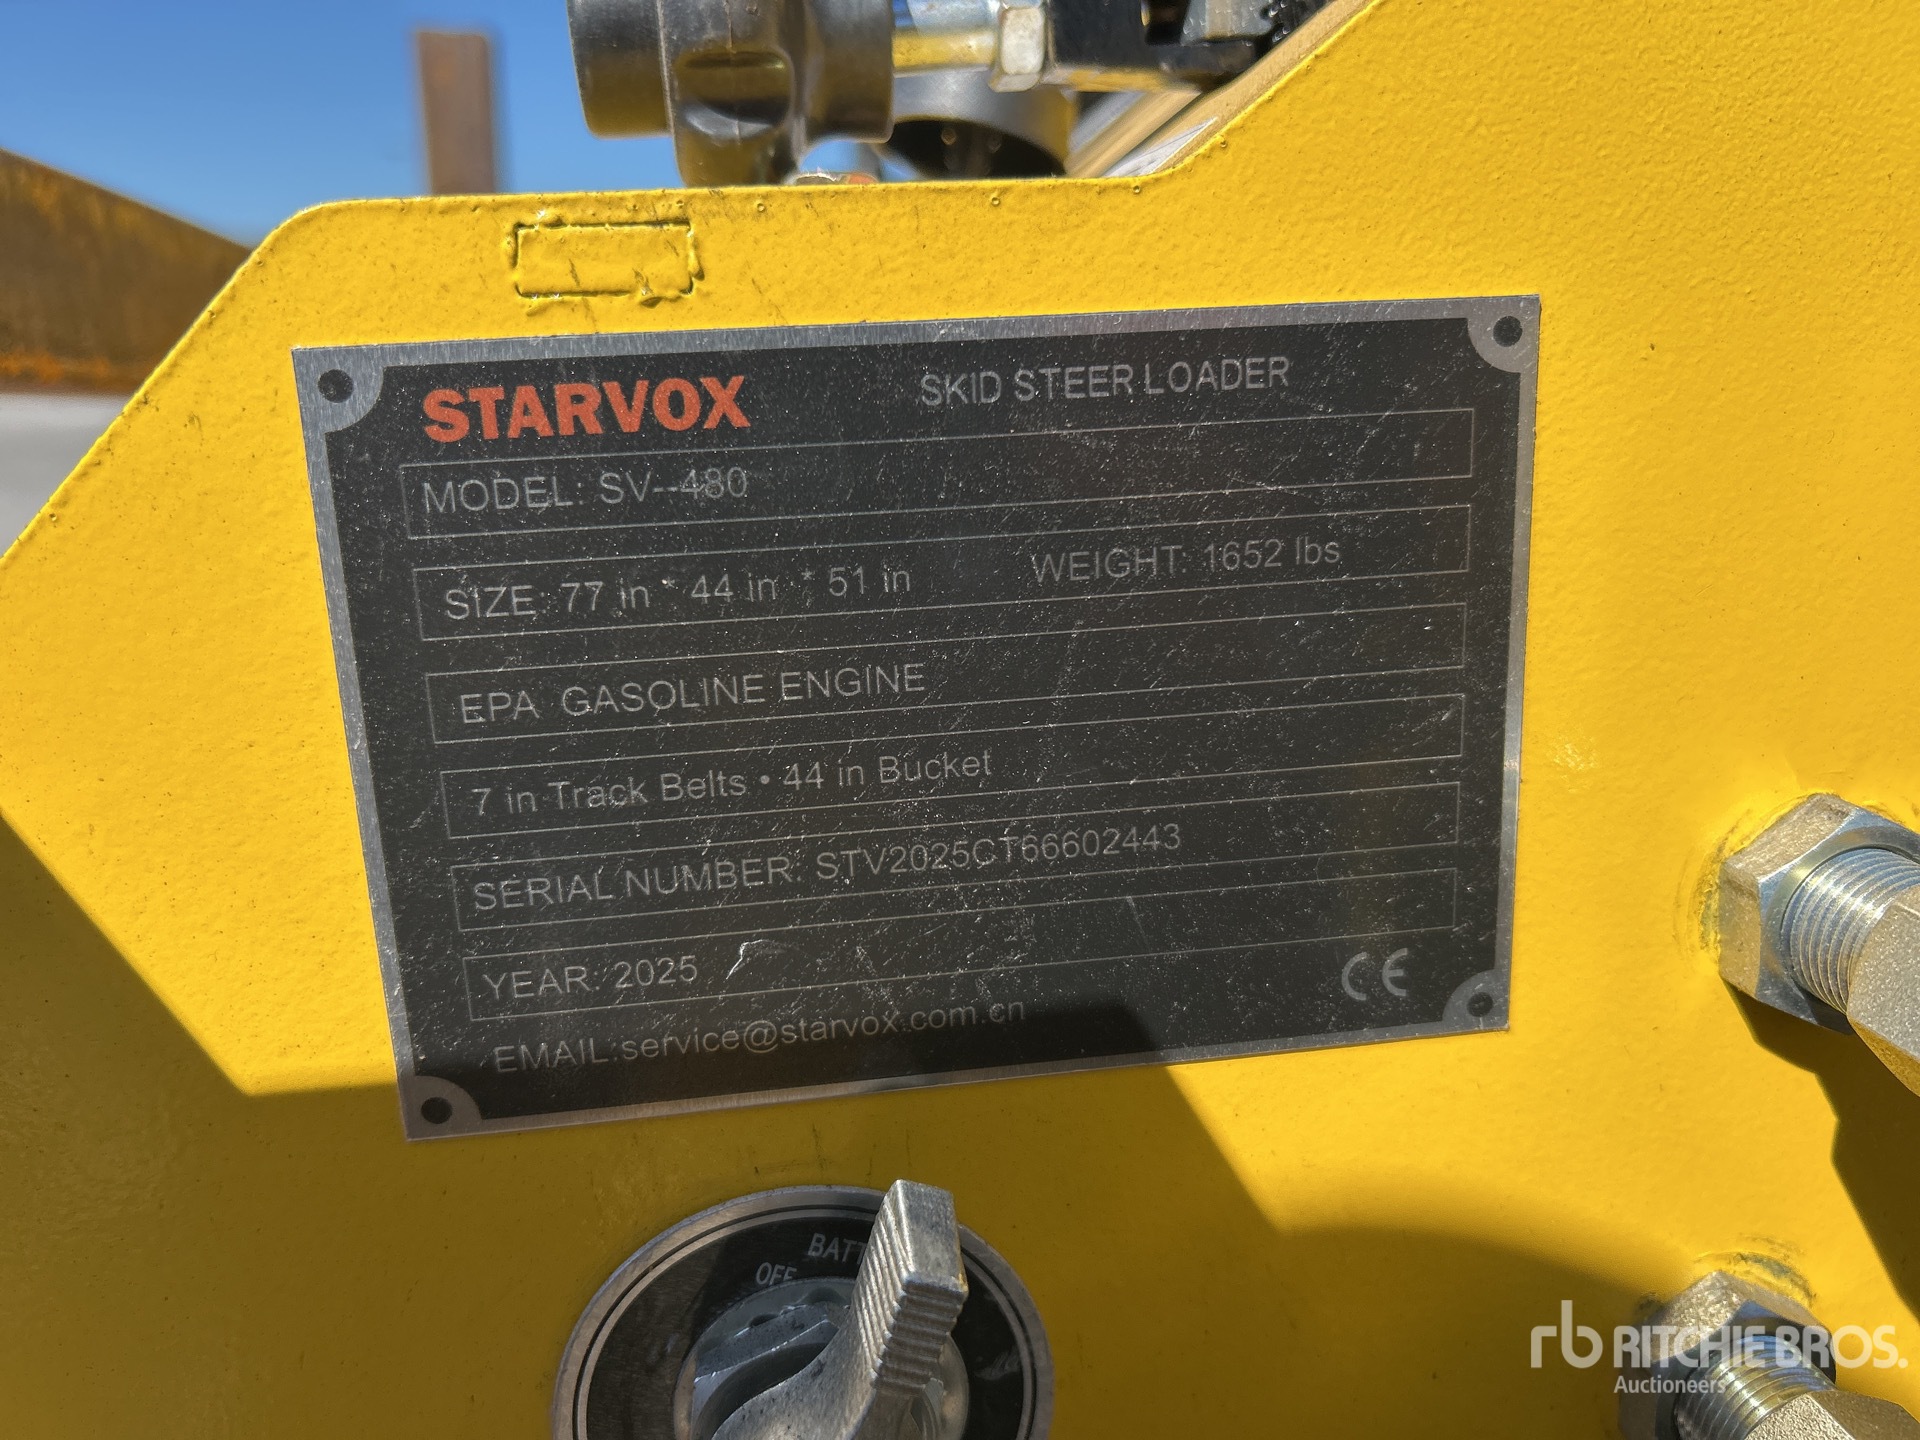 STARVOX SKID STEER LOADER
MODEL: SV--480
SIZE: 77 in * 44 in * 51 in WEIGHT: 1652 lbs
EPA GASOLINE ENGINE
7 in Track Belts • 44 in Bucket
SERIAL NUMBER: STV2025CT66602443
YEAR: 2025
CE
EMAIL:service@starvox.com.cn
OFF
rb RITCHIE BROS.
Auctioneers